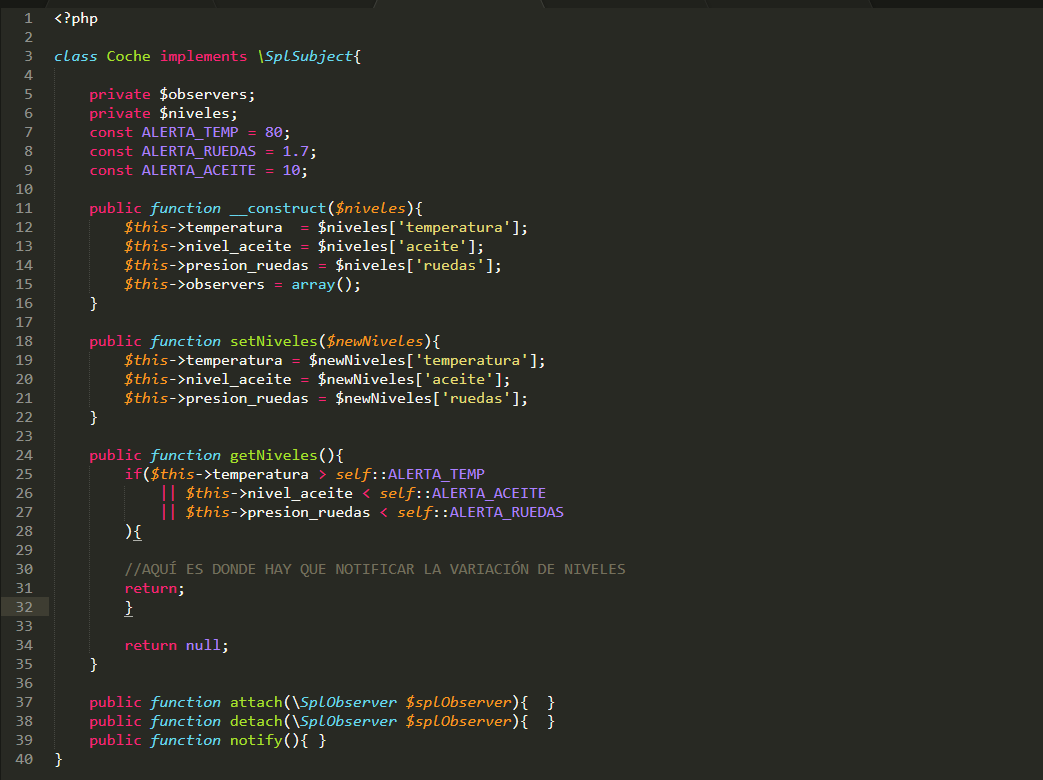 1 <?php
2
3 class Coche implements \SplSubject{
4
5 private $observers;
6 private $niveles;
7 const ALERTA_TEMP = 80;
8 const ALERTA_RUEDAS = 1.7;
9 const ALERTA_ACEITE = 10;
10
11 public function __construct($niveles){
12 $this->temperatura  = $niveles['temperatura'];
13 $this->nivel_aceite = $niveles['aceite'];
14 $this->presion_ruedas = $niveles['ruedas'];
15 $this->observers = array();
16 }
17
18 public function setNiveles($newNiveles){
19 $this->temperatura = $newNiveles['temperatura'];
20 $this->nivel_aceite = $newNiveles['aceite'];
21 $this->presion_ruedas = $newNiveles['ruedas'];
22 }
23
24 public function getNiveles(){
25 if($this->temperatura > self::ALERTA_TEMP
26 || $this->nivel_aceite < self::ALERTA_ACEITE
27 || $this->presion_ruedas < self::ALERTA_RUEDAS
28 ){
29
30 //AQUÍ ES DONDE HAY QUE NOTIFICAR LA VARIACIÓN DE NIVELES
31 return;
32 }
33
34 return null;
35 }
36
37 public function attach(\SplObserver $splObserver){  }
38 public function detach(\SplObserver $splObserver){  }
39 public function notify(){ }
40 }